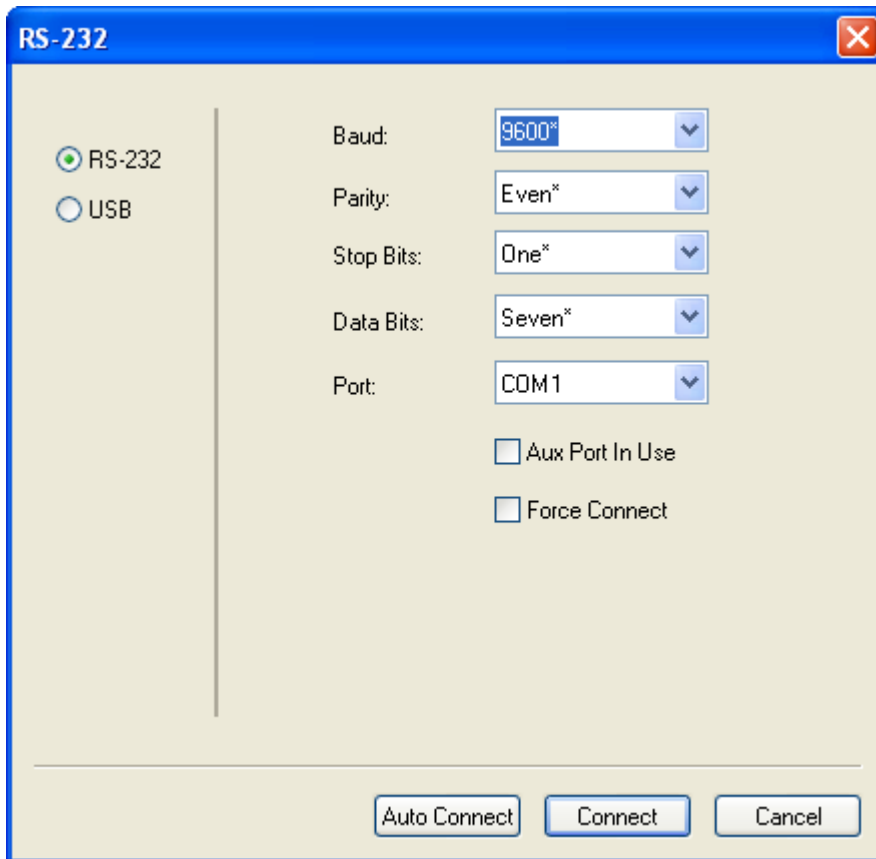 RS-232
RS-232
USB
Baud: 9600*
Parity: Even*
Stop Bits: One*
Data Bits: Seven*
Port: COM1
Aux Port In Use
Force Connect
Auto Connect Connect Cancel